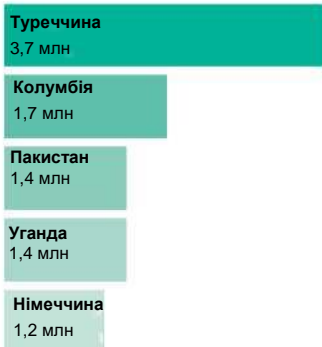 Туреччина
3,7 млн
Колумбія
1,7 млн
Пакистан
1,4 млн
Уганда
1,4 млн
Німеччина
1,2 млн